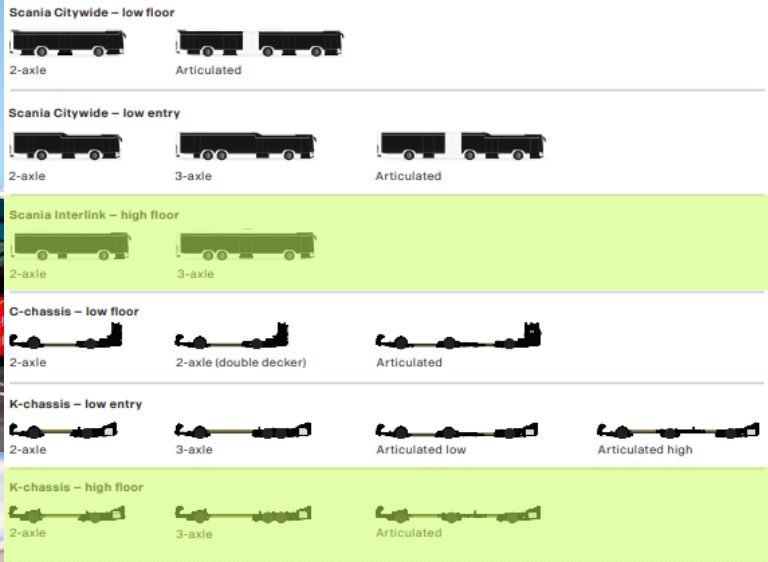 Scania Citywide – low floor
2-axle Articulated
Scania Citywide – low entry
2-axle 3-axle Articulated
Scania Interlink – high floor
2-axle 3-axle
C-chassis – low floor
2-axle 2-axle (double decker) Articulated
K-chassis – low entry
2-axle 3-axle Articulated low Articulated high
K-chassis – high floor
2-axle 3-axle Articulated